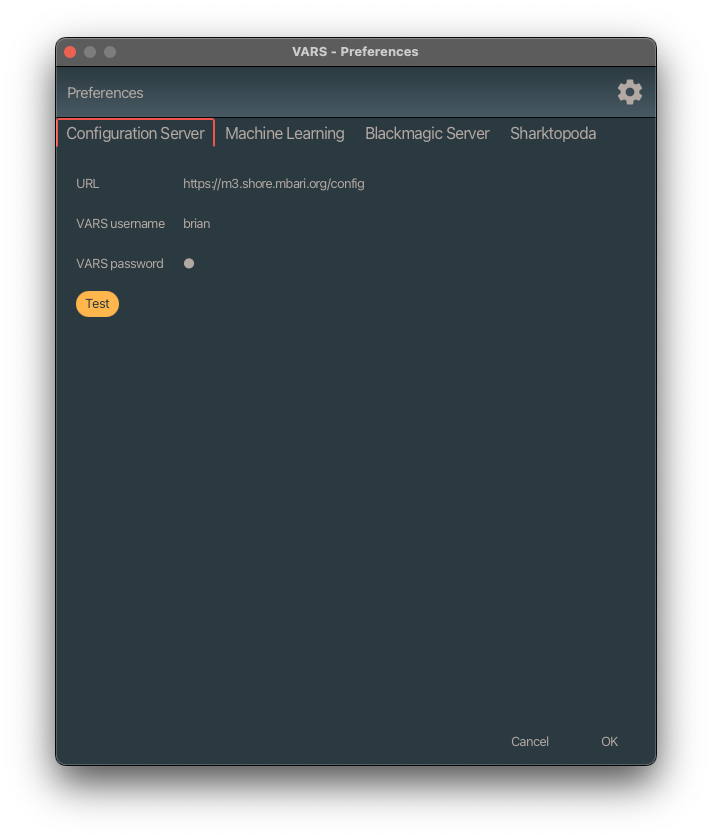 VARS - Preferences
Preferences
Configuration Server Machine Learning Blackmagic Server Sharktopoda
URL https://m3.shore.mbari.org/config
VARS username brian
VARS password ●
Test
Cancel OK